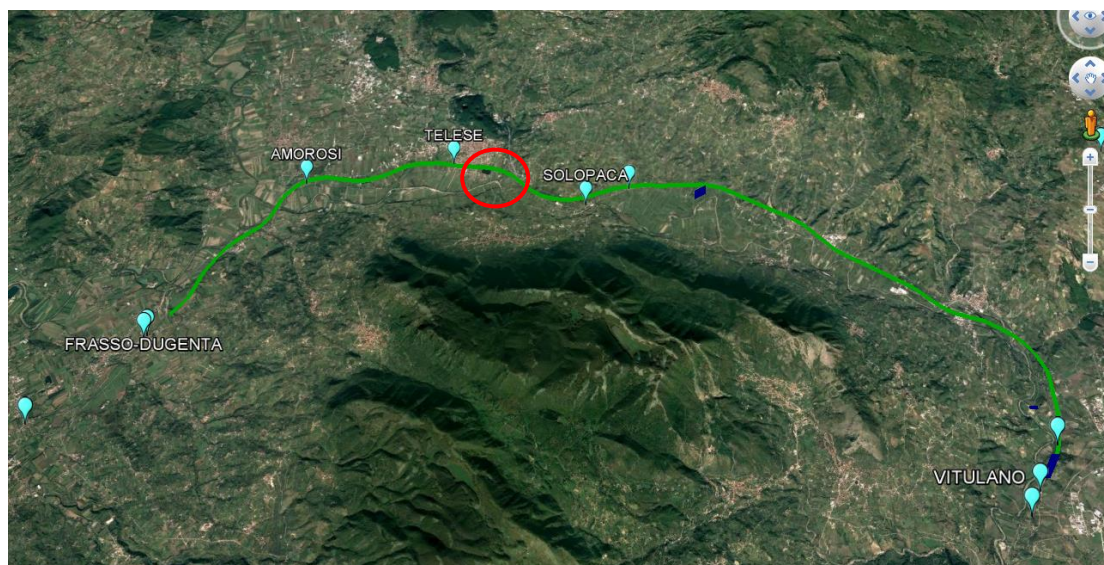 TELESE
AMOROSI
SOLOPACA
FRASSO-DUGENTA
VITULANO